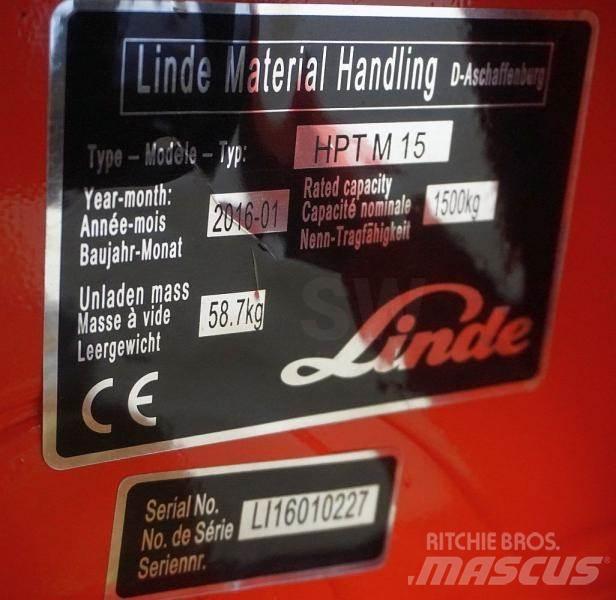 Linde Material Handling D-Aschaffenburg
Type - Modèle - Typ: HPT M 15
Year-month:
Année-mois 2016-01
Baujahr-Monat
Rated capacity
Capacité nominale 1500kg
Nenn-Tragfähigkeit
Unladen mass
Masse à vide 58.7kg
Leergewicht
Linde
CE
Serial No.
No. de Série LI16010227
Seriennr.
RITCHIE BROS.
MASCUS